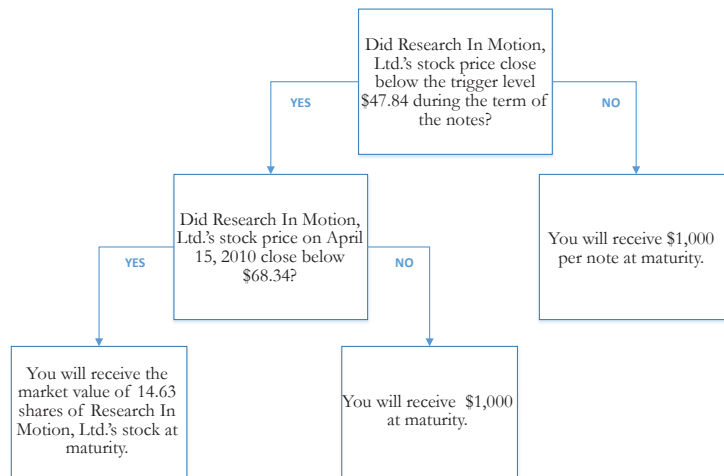 Did Research In Motion,
Ltd.'s stock price close
below the trigger level
$47.84 during the term of
the notes?
YES
NO
Did Research In Motion,
Ltd.'s stock price on April
15, 2010 close below
$68.34?
You will receive $1,000
per note at maturity.
YES
NO
You will receive the
market value of 14.63
shares of Research In
Motion, Ltd.'s stock at
maturity.
You will receive $1,000
at maturity.